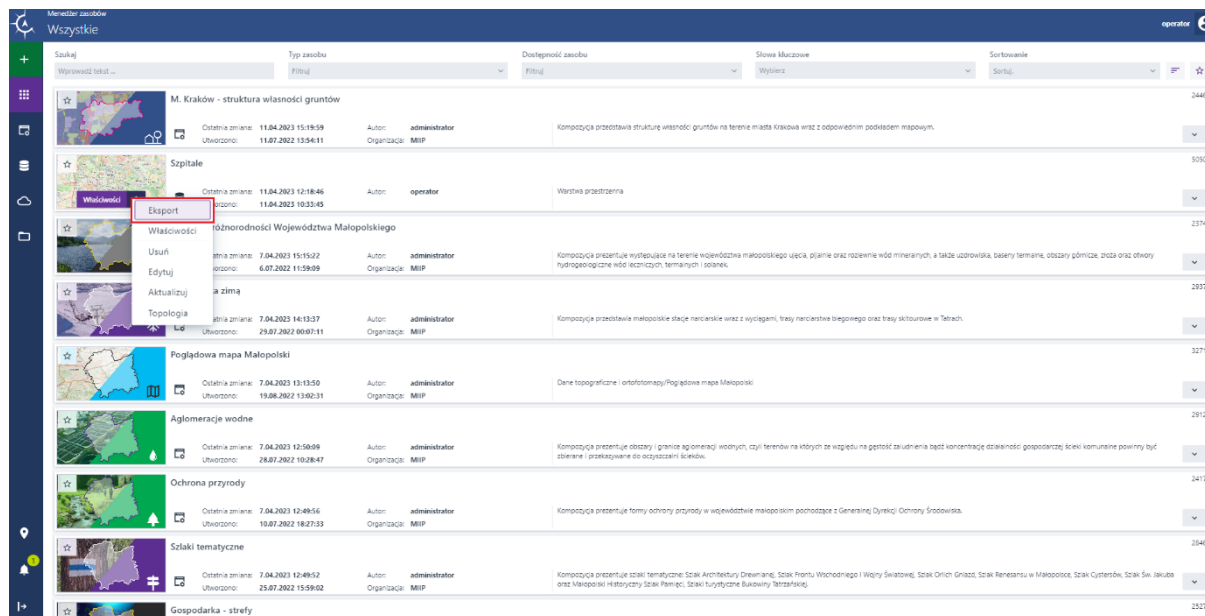 Menedżer zasobów
Wszystkie
operator
Szukaj
Typ zasobu
Dostępność zasobu
Słowa kluczowe
Sortowanie
Wprowadź tekst ...
Filtruj
Filtruj
Wybierz
Sortuj.
M. Kraków - struktura własności gruntów
2446
Ostatnia zmiana: 11.04.2023 15:19:59 Autor: administrator
Utworzono: 11.07.2022 13:54:11 Organizacja: MIIP
Kompozycja przedstawia strukturę własności gruntów na terenie miasta Krakowa wraz z odpowiednim podkładem mapowym.
Szpitale
5050
Ostatnia zmiana: 11.04.2023 12:18:46 Autor: operator
11.04.2023 10:33:45
Warstwa przestrzenna
Właściwości
Eksport
Właściwości
Usuń
Edytuj
Aktualizuj
Topologia
różnorodności Województwa Małopolskiego
2374
7.04.2023 15:15:22 Autor: administrator
6.07.2022 11:59:09 Organizacja: MIIP
Kompozycja prezentuje występujące na terenie województwa małopolskiego ujęcia, pijalnie oraz rozlewnie wód mineralnych, a także uzdrowiska, baseny termalne, obszary górnicze, złoża oraz otwory
hydrogeologiczne wód leczniczych, termalnych i solanek.
zimą
2937
7.04.2023 14:13:37 Autor: administrator
Utworzono: 29.07.2022 00:07:11 Organizacja: MIIP
Kompozycja przedstawia małopolskie stacje narciarskie wraz z wyciągami, trasy narciarstwa biegowego oraz trasy skitourowe w Tatrach.
Poglądowa mapa Małopolski
3271
Ostatnia zmiana: 7.04.2023 13:13:50 Autor: administrator
Utworzono: 19.08.2022 13:02:31 Organizacja: MIIP
Dane topograficzne i ortofotomapy/Poglądowa mapa Małopolski
Aglomeracje wodne
2912
Ostatnia zmiana: 7.04.2023 12:50:09 Autor: administrator
Utworzono: 28.07.2022 10:28:47 Organizacja: MIIP
Kompozycja prezentuje obszary i granice aglomeracji wodnych, czyli terenów na których ze względu na gęstość zaludnienia bądź koncentrację działalności gospodarczej ścieki komunalne powinny być
zbierane i przekazywane do oczyszczalni ścieków.
Ochrona przyrody
2417
Ostatnia zmiana: 7.04.2023 12:49:56 Autor: administrator
Utworzono: 10.07.2022 18:27:33 Organizacja: MIIP
Kompozycja prezentuje formy ochrony przyrody w województwie małopolskim pochodzące z Generalnej Dyrekcji Ochrony Środowiska.
Szlaki tematyczne
2846
Ostatnia zmiana: 7.04.2023 12:49:52 Autor: administrator
Utworzono: 25.07.2022 15:59:02 Organizacja: MIIP
Kompozycja prezentuje szlaki tematyczne: Szlak Architektury Drewnianej, Szlak Frontu Wschodniego I Wojny Światowej, Szlak Orlich Gniazd, Szlak Renesansu w Małopolsce, Szlak Cystersów, Szlak Św. Jakuba
oraz Małopolski Historyczny Szlak Pamięci, Szlaki turystyczne Bukowiny Tatrzańskiej.
Gospodarka - strefy
2527
1